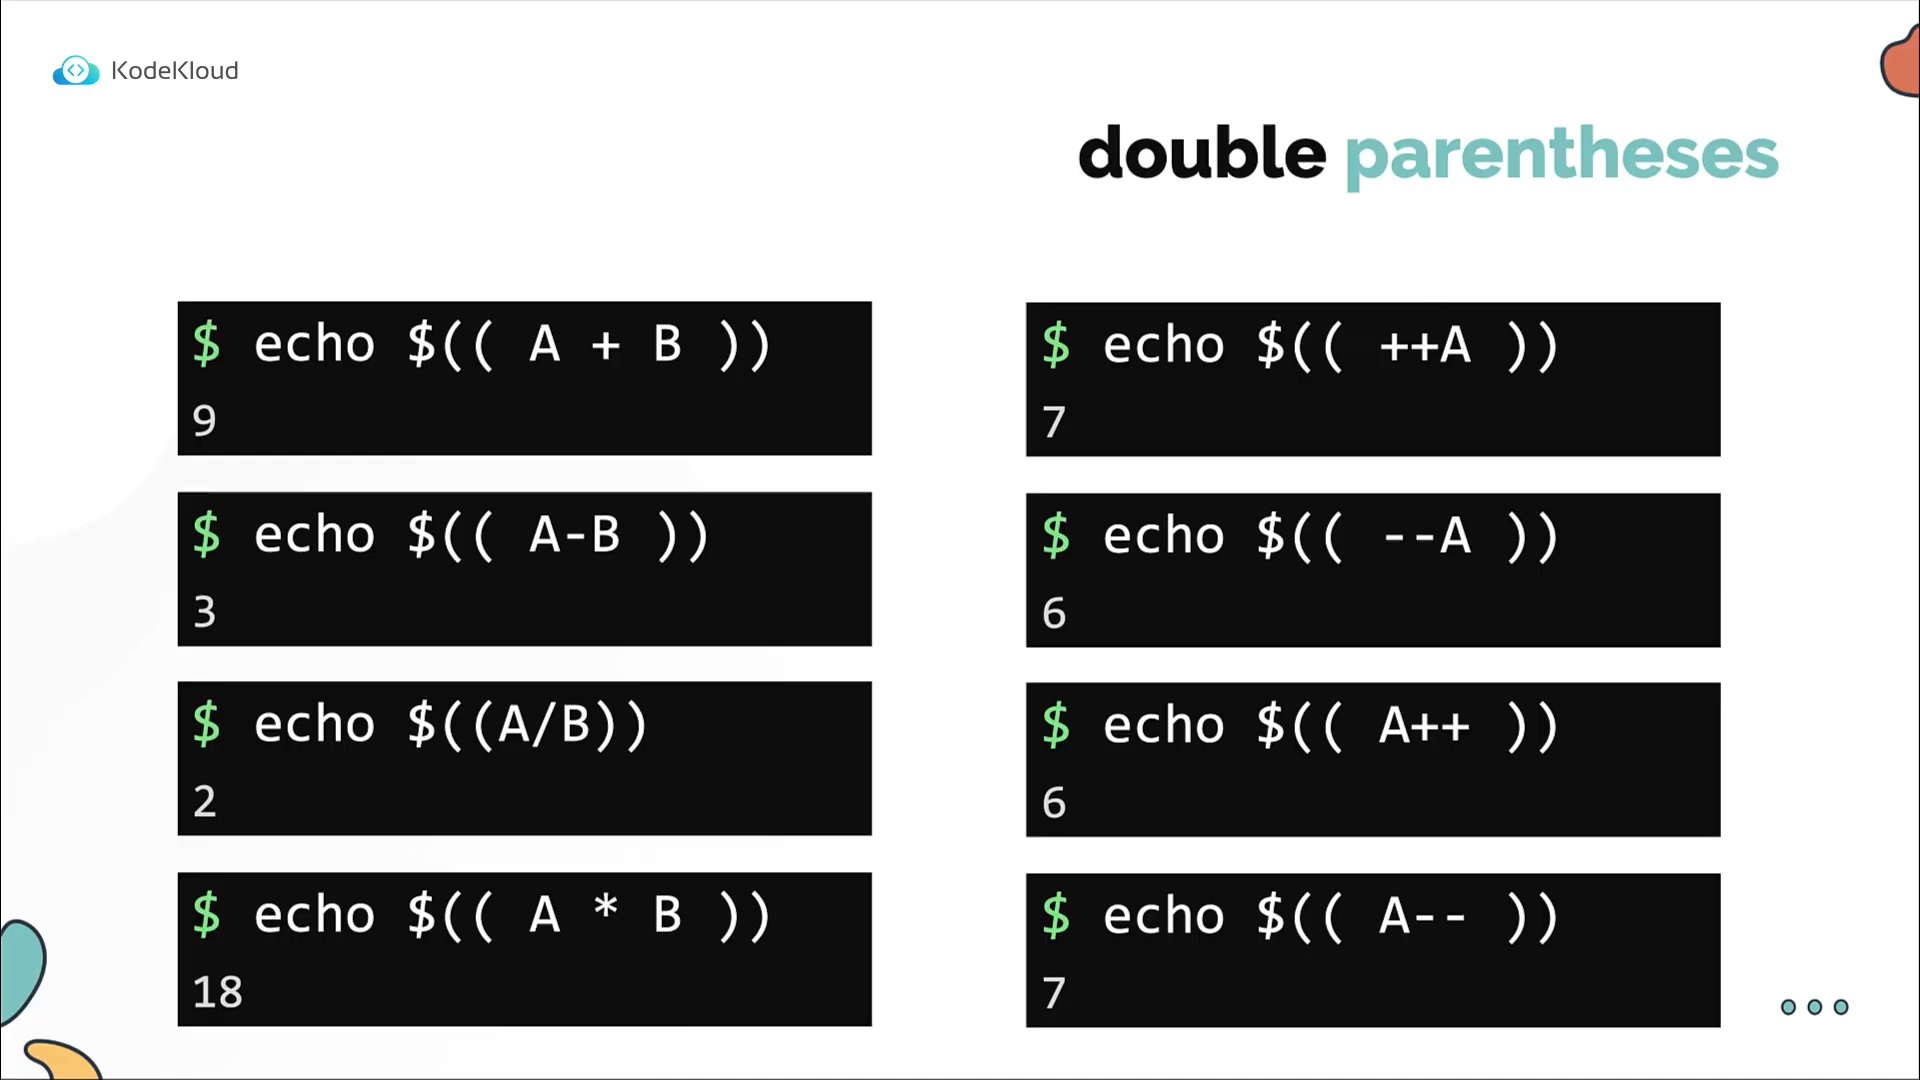 KodeKloud
double parentheses
$ echo $(( A + B ))
9
$ echo $(( A-B ))
3
$ echo $((A/B))
2
$ echo $(( A * B ))
18
$ echo $(( ++A ))
7
$ echo $(( --A ))
6
$ echo $(( A++ ))
6
$ echo $(( A-- ))
7